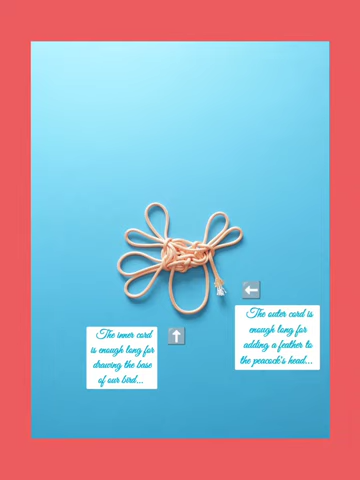 The inner cord
is enough long for
drawing the base
of our bird...
The outer cord is
enough long for
adding a feather to
the peacock's head...